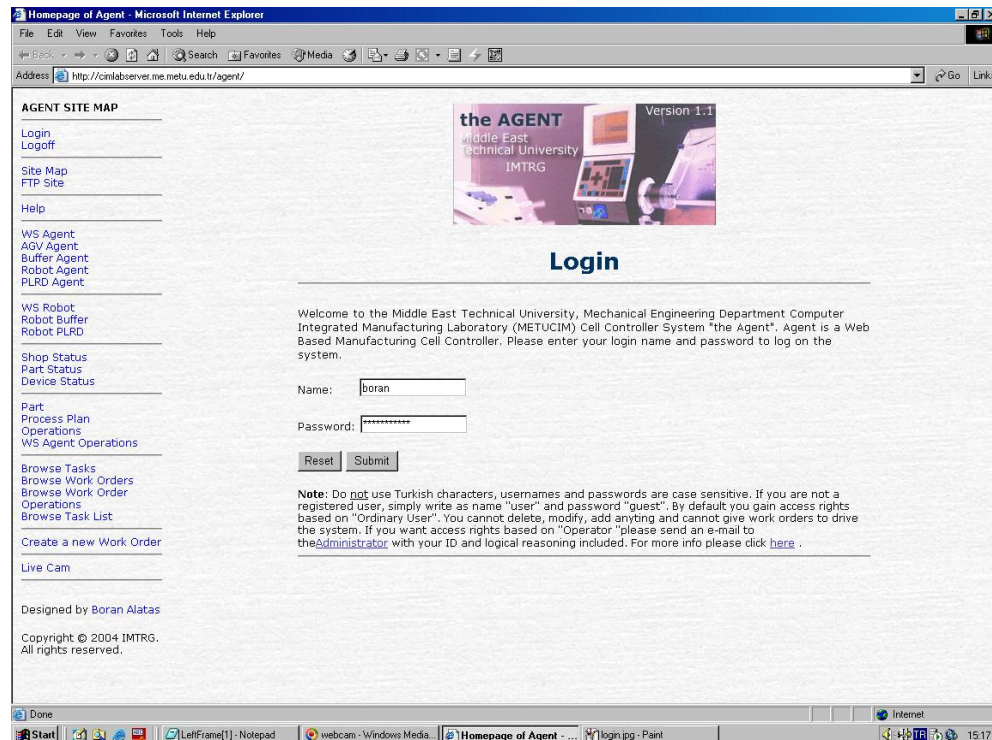 Homepage of Agent - Microsoft Internet Explorer
File Edit View Favorites Tools Help
Back Search Favorites Media
Address http://cimlabserver.me.metu.edu.tr/agent/ Go Links
AGENT SITE MAP
Login
Logoff
Site Map
FTP Site
Help
WS Agent
AGV Agent
Buffer Agent
Robot Agent
PLRD Agent
WS Robot
Robot Buffer
Robot PLRD
Shop Status
Part Status
Device Status
Part
Process Plan
Operations
WS Agent Operations
Browse Tasks
Browse Work Orders
Browse Work Order
Operations
Browse Task List
Create a new Work Order
Live Cam
Designed by Boran Alatas
Copyright © 2004 IMTRG.
All rights reserved.
the AGENT Version 1.1
Middle East
Technical University
IMTRG
Login
Welcome to the Middle East Technical University, Mechanical Engineering Department Computer
Integrated Manufacturing Laboratory (METUCIM) Cell Controller System "the Agent". Agent is a Web
Based Manufacturing Cell Controller. Please enter your login name and password to log on the
system.
Name: boran
Password: ***********
Reset Submit
Note: Do not use Turkish characters, usernames and passwords are case sensitive. If you are not a
registered user, simply write as name "user" and password "guest". By default you gain access rights
based on "Ordinary User". You cannot delete, modify, add anyting and cannot give work orders to drive
the system. If you want access rights based on "Operator "please send an e-mail to
theAdministrator with your ID and logical reasoning included. For more info please click here .
Done Internet
Start LeftFrame[1] - Notepad webcam - Windows Media... Homepage of Agent - ... login.jpg - Paint TR 15:17